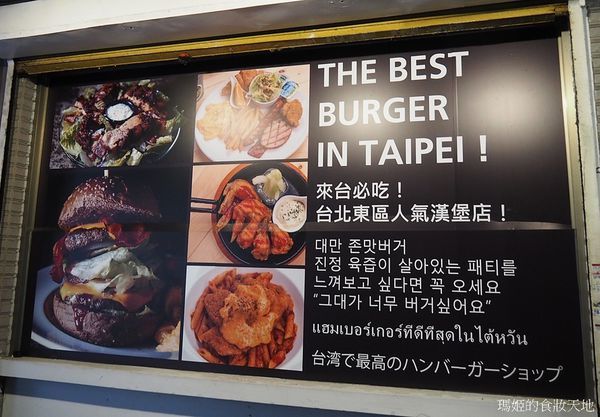 THE BEST
BURGER
IN TAIPEI !
來台必吃！
台北東區人氣漢堡店！
대만 존맛버거
진정 육즙이 살아있는 패티를
느껴보고 싶다면 꼭 오세요
“그대가 너무 버거싶어요”
แฮมเบอร์เกอร์ที่ดีที่สุดในไต้หวัน
台湾で最高のハンバーガーショップ
瑪姬的食妝天地